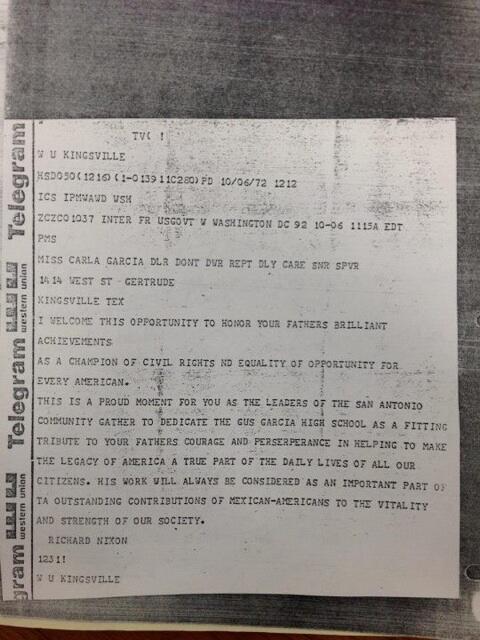 TV( !
W U KINGSVILLE
HSD050(1216)(1-013911C280)PD 10/06/72 1212
ICS IPMWAWD WSH
ZCZC01037 INTER FR USGOVT W WASHINGTON DC 92 10-06 1115A EDT
PMS
MISS CARLA GARCIA DLR DONT DWR REPT DLY CARE SNR SPVR
1414 WEST ST GERTRUDE
KINGSVILLE TEX
I WELCOME THIS OPPORTUNITY TO HONOR YOUR FATHERS BRILLIANT
ACHIEVEMENTS
AS A CHAMPION OF CIVIL RIGHTS ND EQUALITY OF OPPORTUNITY FOR
EVERY AMERICAN.
THIS IS A PROUD MOMENT FOR YOU AS THE LEADERS OF THE SAN ANTONIO
COMMUNITY GATHER TO DEDICATE THE GUS GARCIA HIGH SCHOOL AS A FITTING
TRIBUTE TO YOUR FATHERS COURAGE AND PERSERPERANCE IN HELPING TO MAKE
THE LEGACY OF AMERICA A TRUE PART OF THE DAILY LIVES OF ALL OUR
CITIZENS. HIS WORK WILL ALWAYS BE CONSIDERED AS AN IMPORTANT PART OF
TA OUTSTANDING CONTRIBUTIONS OF MEXICAN-AMERICANS TO THE VITALITY
AND STRENGTH OF OUR SOCIETY.
RICHARD NIXON
1231!
W U KINGSVILLE
Telegram
western union
Telegram
western union
gram
western union